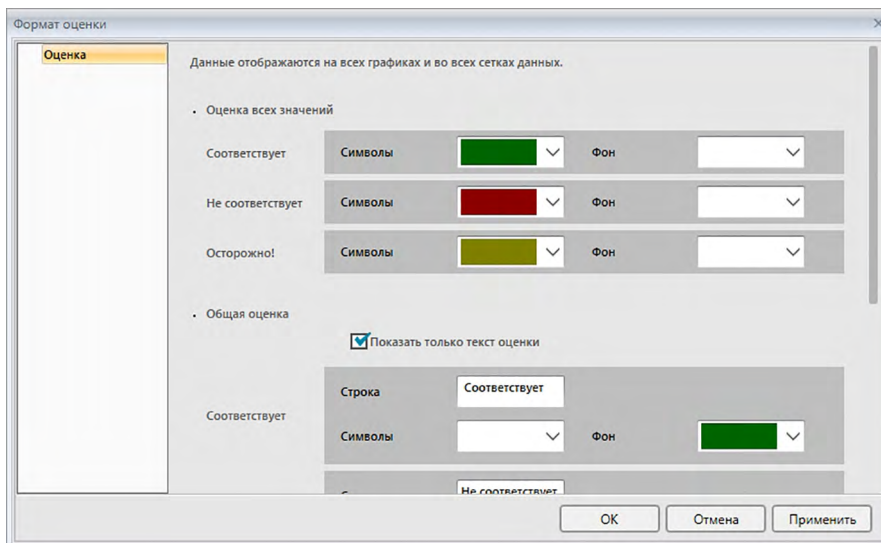 Формат оценки
Оценка
Данные отображаются на всех графиках и во всех сетках данных.
• Оценка всех значений
Соответствует Символы Фон
Не соответствует Символы Фон
Осторожно! Символы Фон
• Общая оценка
Показать только текст оценки
Строка Соответствует
Соответствует
Символы Фон
Не соответствует
ОК Отмена Применить